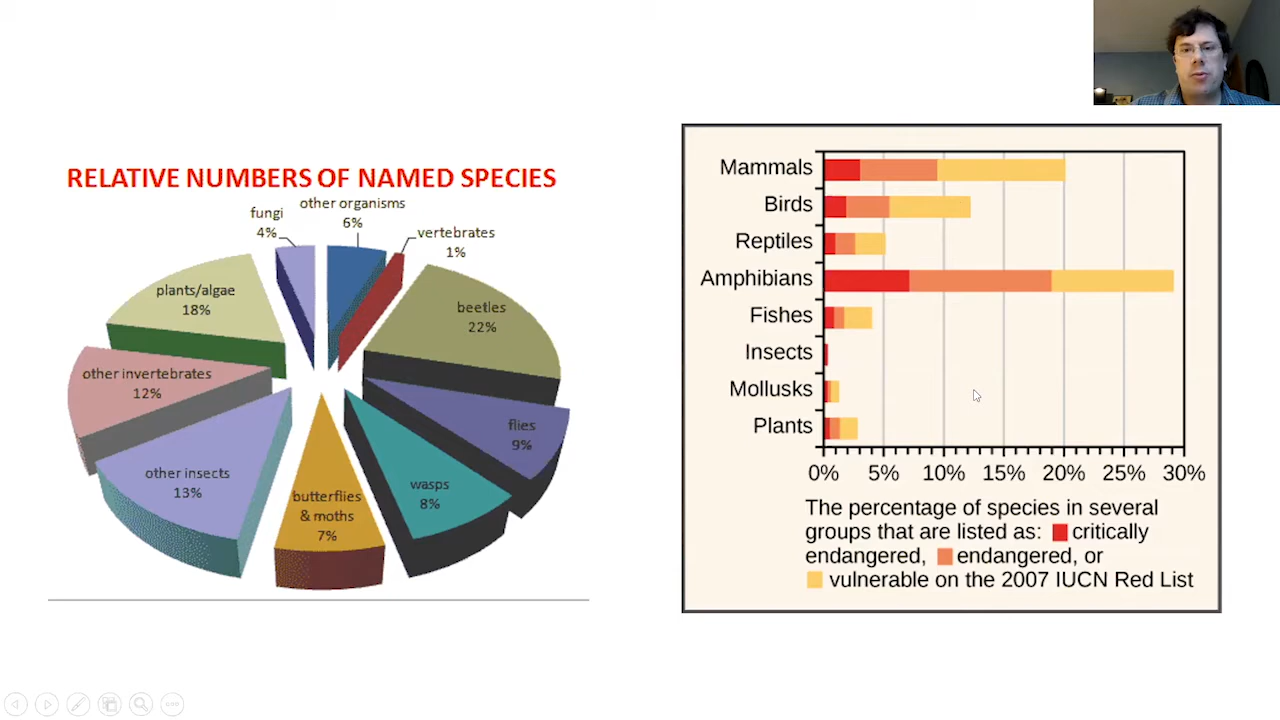 RELATIVE NUMBERS OF NAMED SPECIES
other organisms
6%
fungi
4%
vertebrates
1%
plants/algae
18%
beetles
22%
other invertebrates
12%
flies
9%
other insects
13%
wasps
8%
butterflies
& moths
7%
Mammals
Birds
Reptiles
Amphibians
Fishes
Insects
Mollusks
Plants
0% 5% 10% 15% 20% 25% 30%
The percentage of species in several
groups that are listed as: critically
endangered, endangered, or
vulnerable on the 2007 IUCN Red List